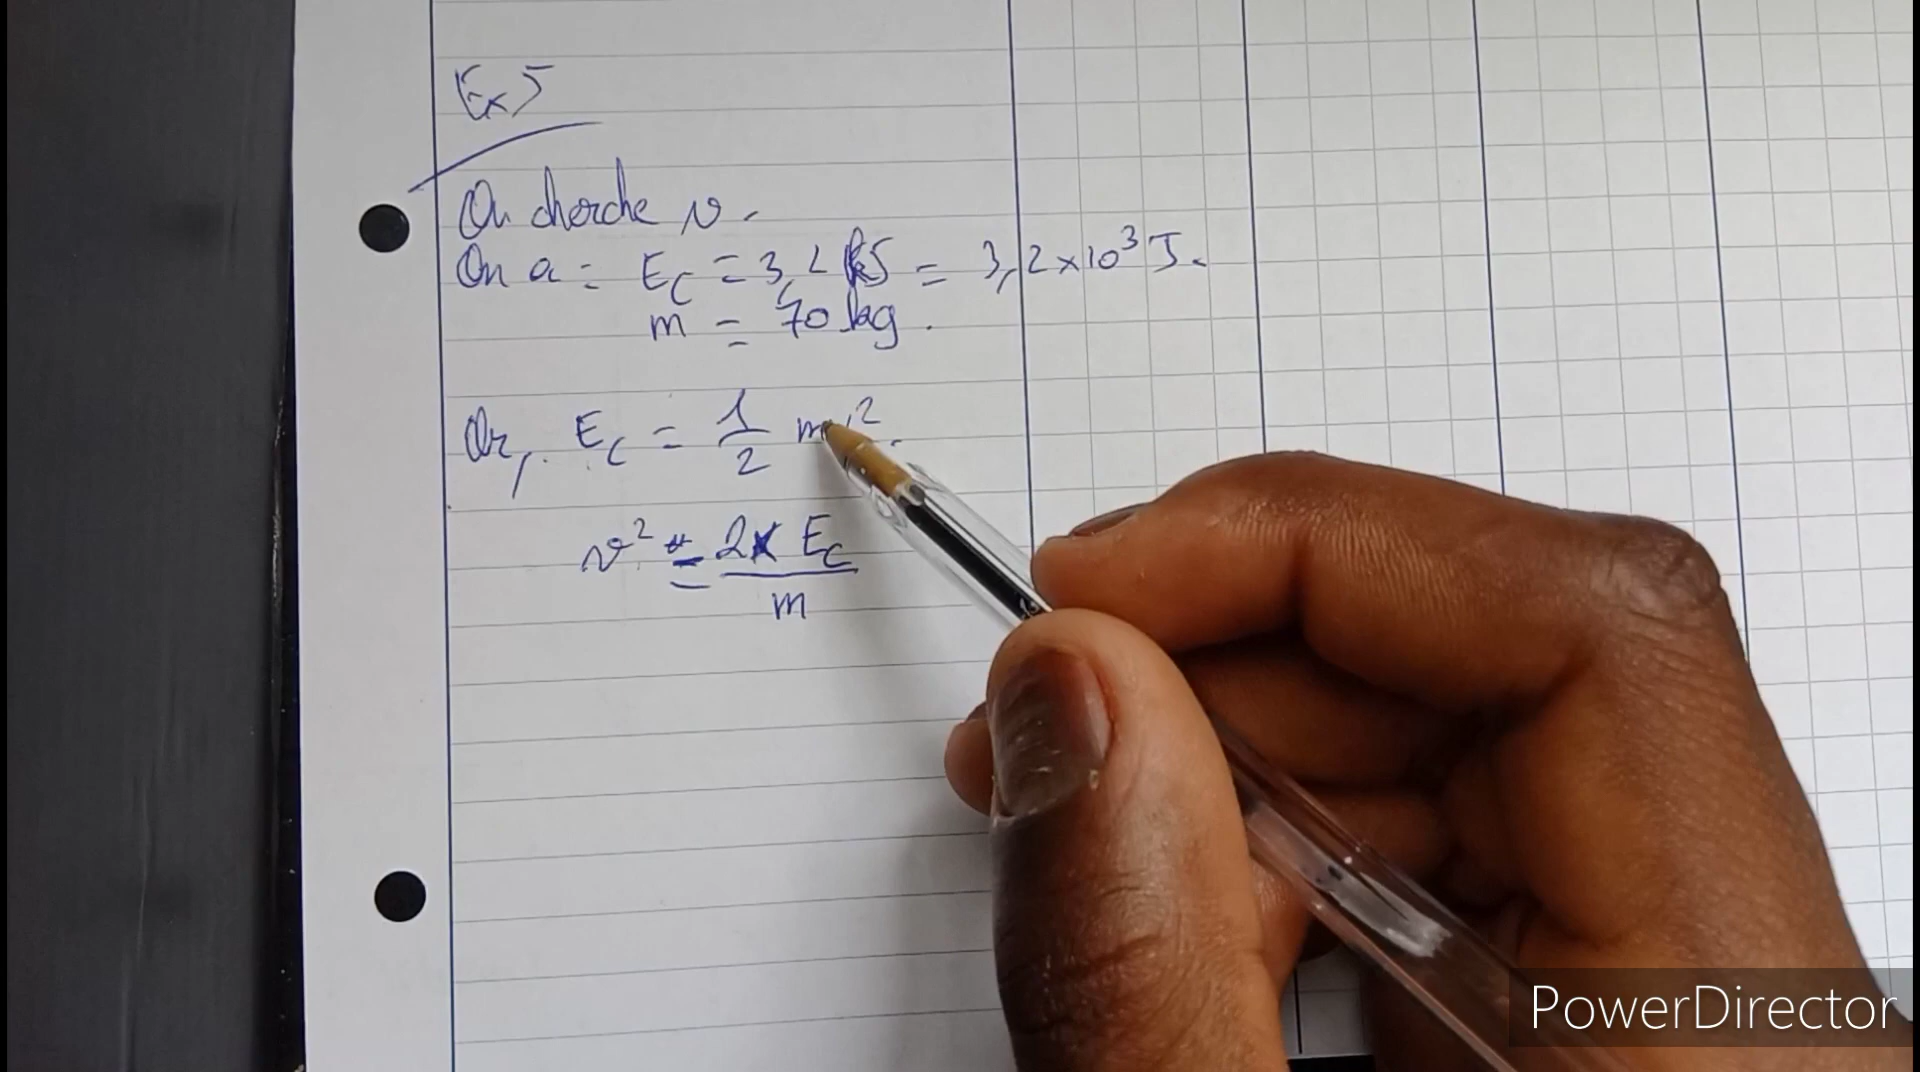 Ex 5
On cherche v.
On a = Ec = 3,2 kJ = 3,2 × 10³ J.
m = 70 kg.
Or, Ec = 1/2 mv².
v² = 2 × Ec / m
PowerDirector